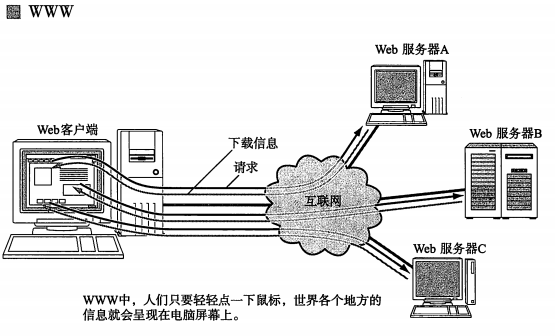 WWW
Web 服务器A
Web客户端
下载信息
请求
Web 服务器B
互联网
Web 服务器C
WWW中，人们只要轻轻点一下鼠标，世界各个地方的
信息就会呈现在电脑屏幕上。